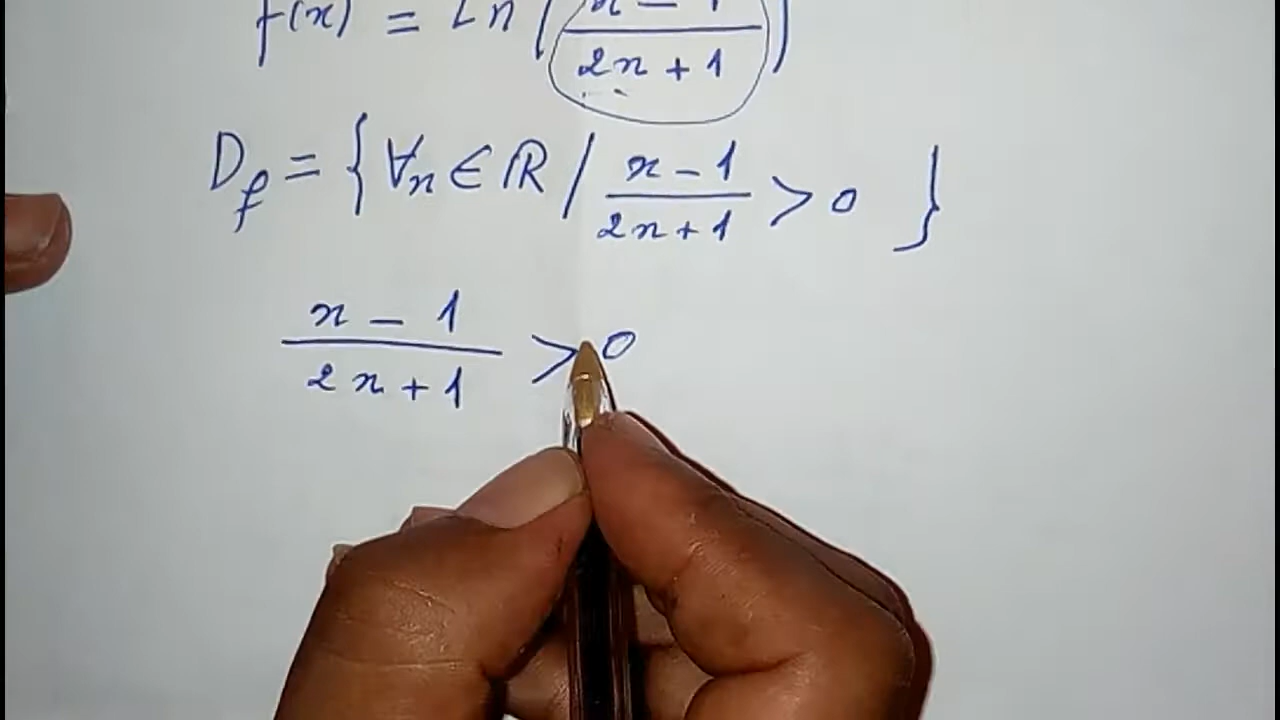 f(x) = Ln(x - 1 / 2x + 1)
D_f = { ∀x ∈ ℝ / x - 1 / 2x + 1 > 0 }
x - 1 / 2x + 1 > 0